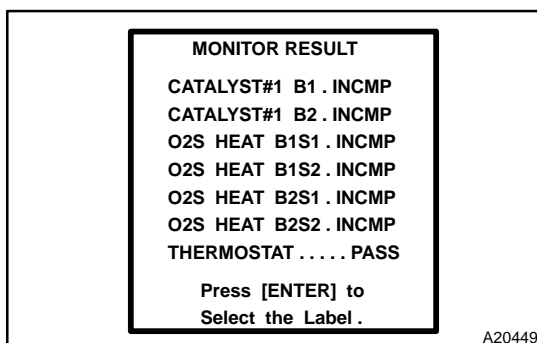 MONITOR RESULT
CATALYST#1 B1 . INCMP
CATALYST#1 B2 . INCMP
O2S HEAT B1S1 . INCMP
O2S HEAT B1S2 . INCMP
O2S HEAT B2S1 . INCMP
O2S HEAT B2S2 . INCMP
THERMOSTAT . . . . . PASS
Press [ENTER] to
Select the Label .
A20449